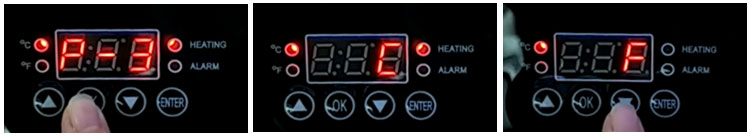 P-3
°C HEATING
°F ALARM
ENTER
C
°C HEATING
°F ALARM
OK ENTER
F
°C HEATING
°F ALARM
OK ENTER